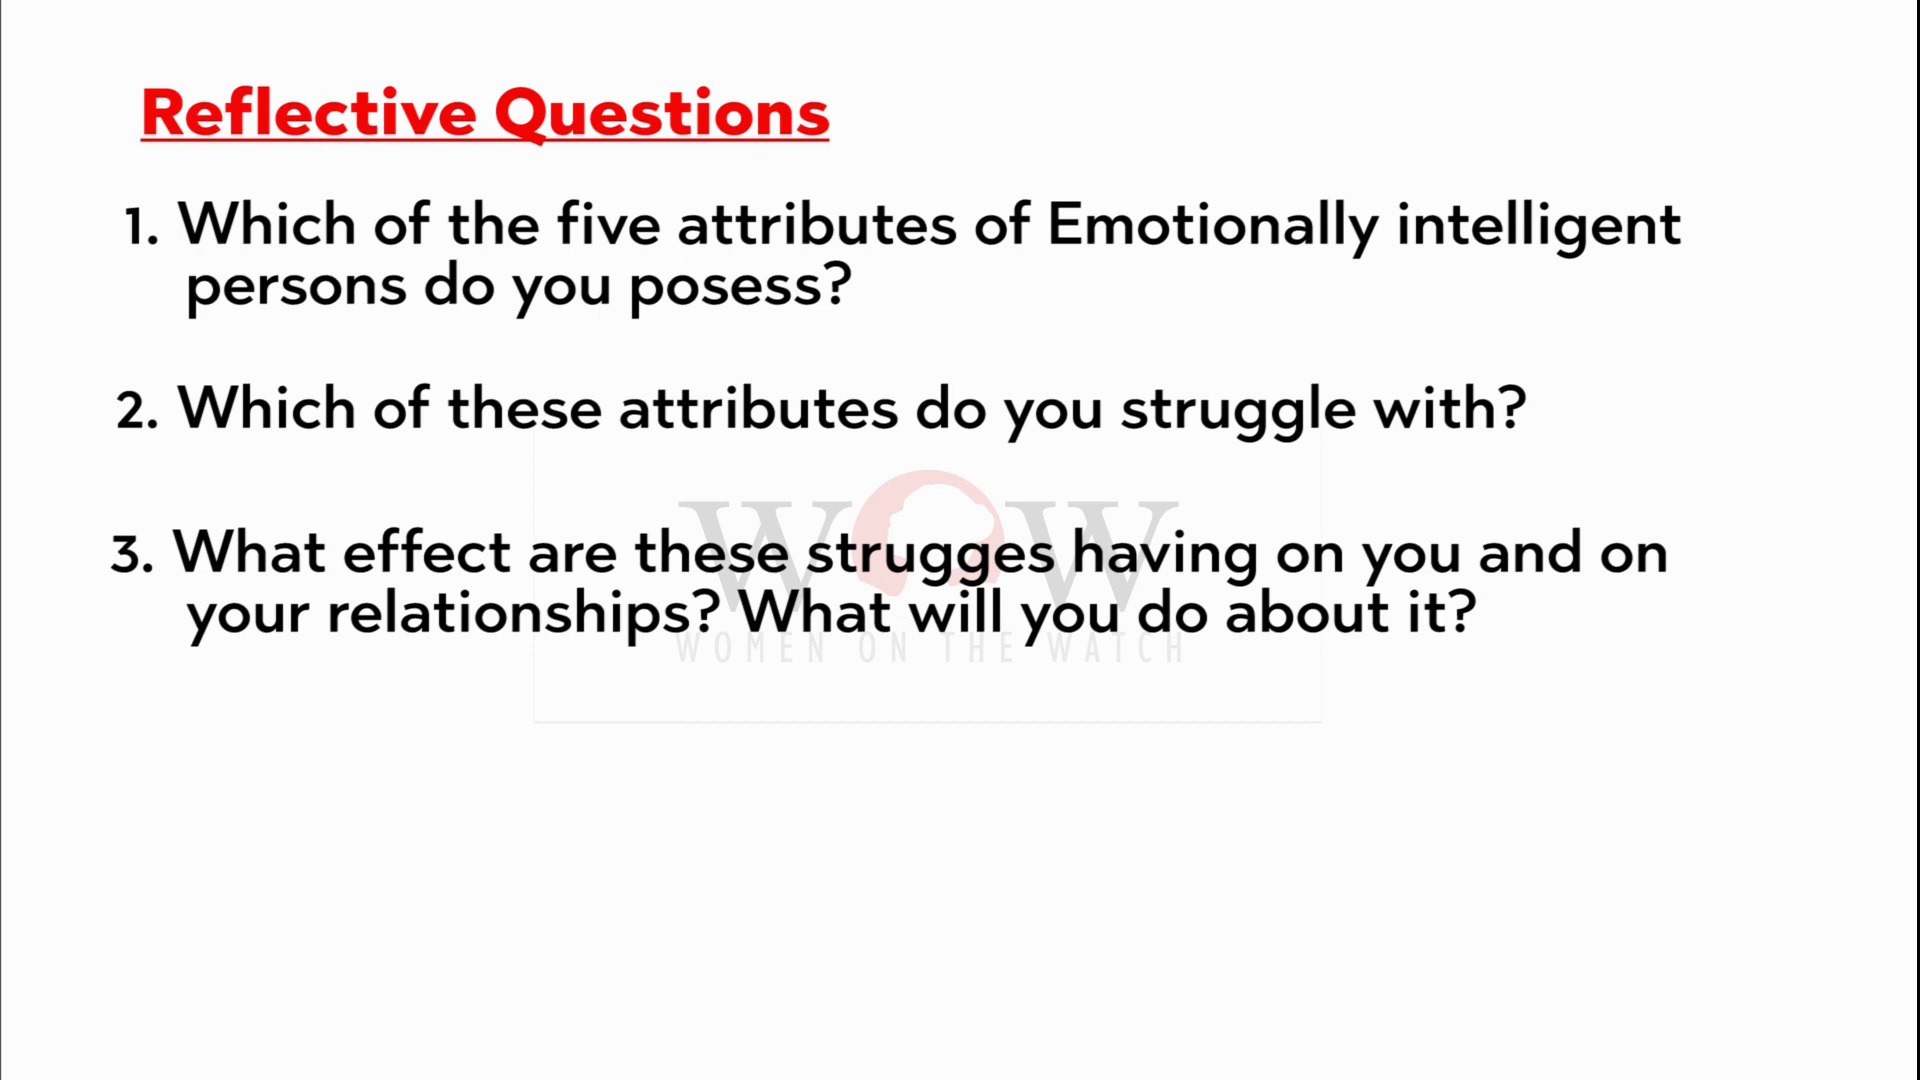 Reflective Questions
1. Which of the five attributes of Emotionally intelligent
persons do you posess?
2. Which of these attributes do you struggle with?
3. What effect are these strugges having on you and on
your relationships? What will you do about it?
WOW
WOMEN ON THE WATCH